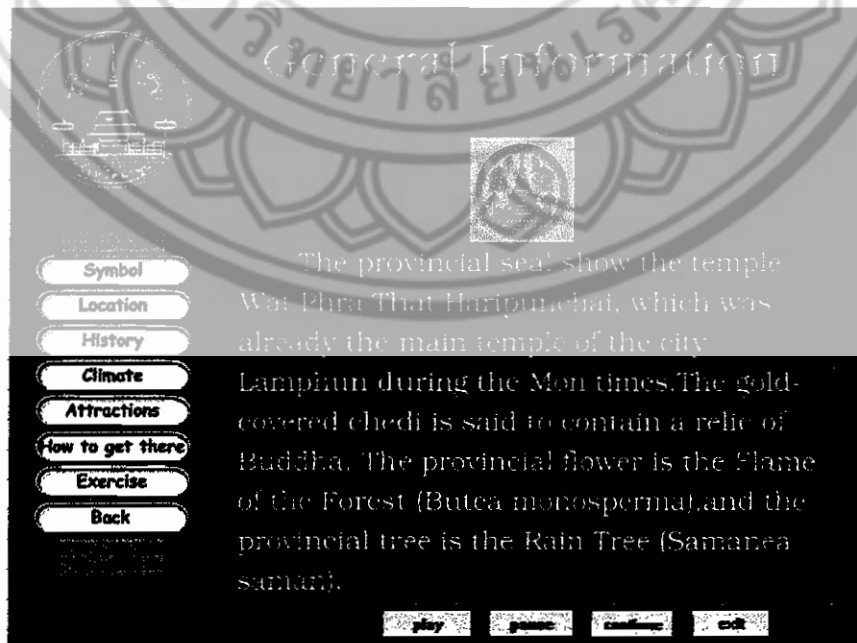 General Information
Symbol
Location
History
Climate
Attractions
How to get there
Exercise
Back
The provincial seal show the temple
Wat Phra That Haripunchai, which was
already the main temple of the city
Lamphun during the Mon times.The gold-
covered chedi is said to contain a relic of
Buddha. The provincial flower is the Flame
of the Forest (Butea monosperma),and the
provincial tree is the Rain Tree (Samanea
saman).
play
pause
continue
exit